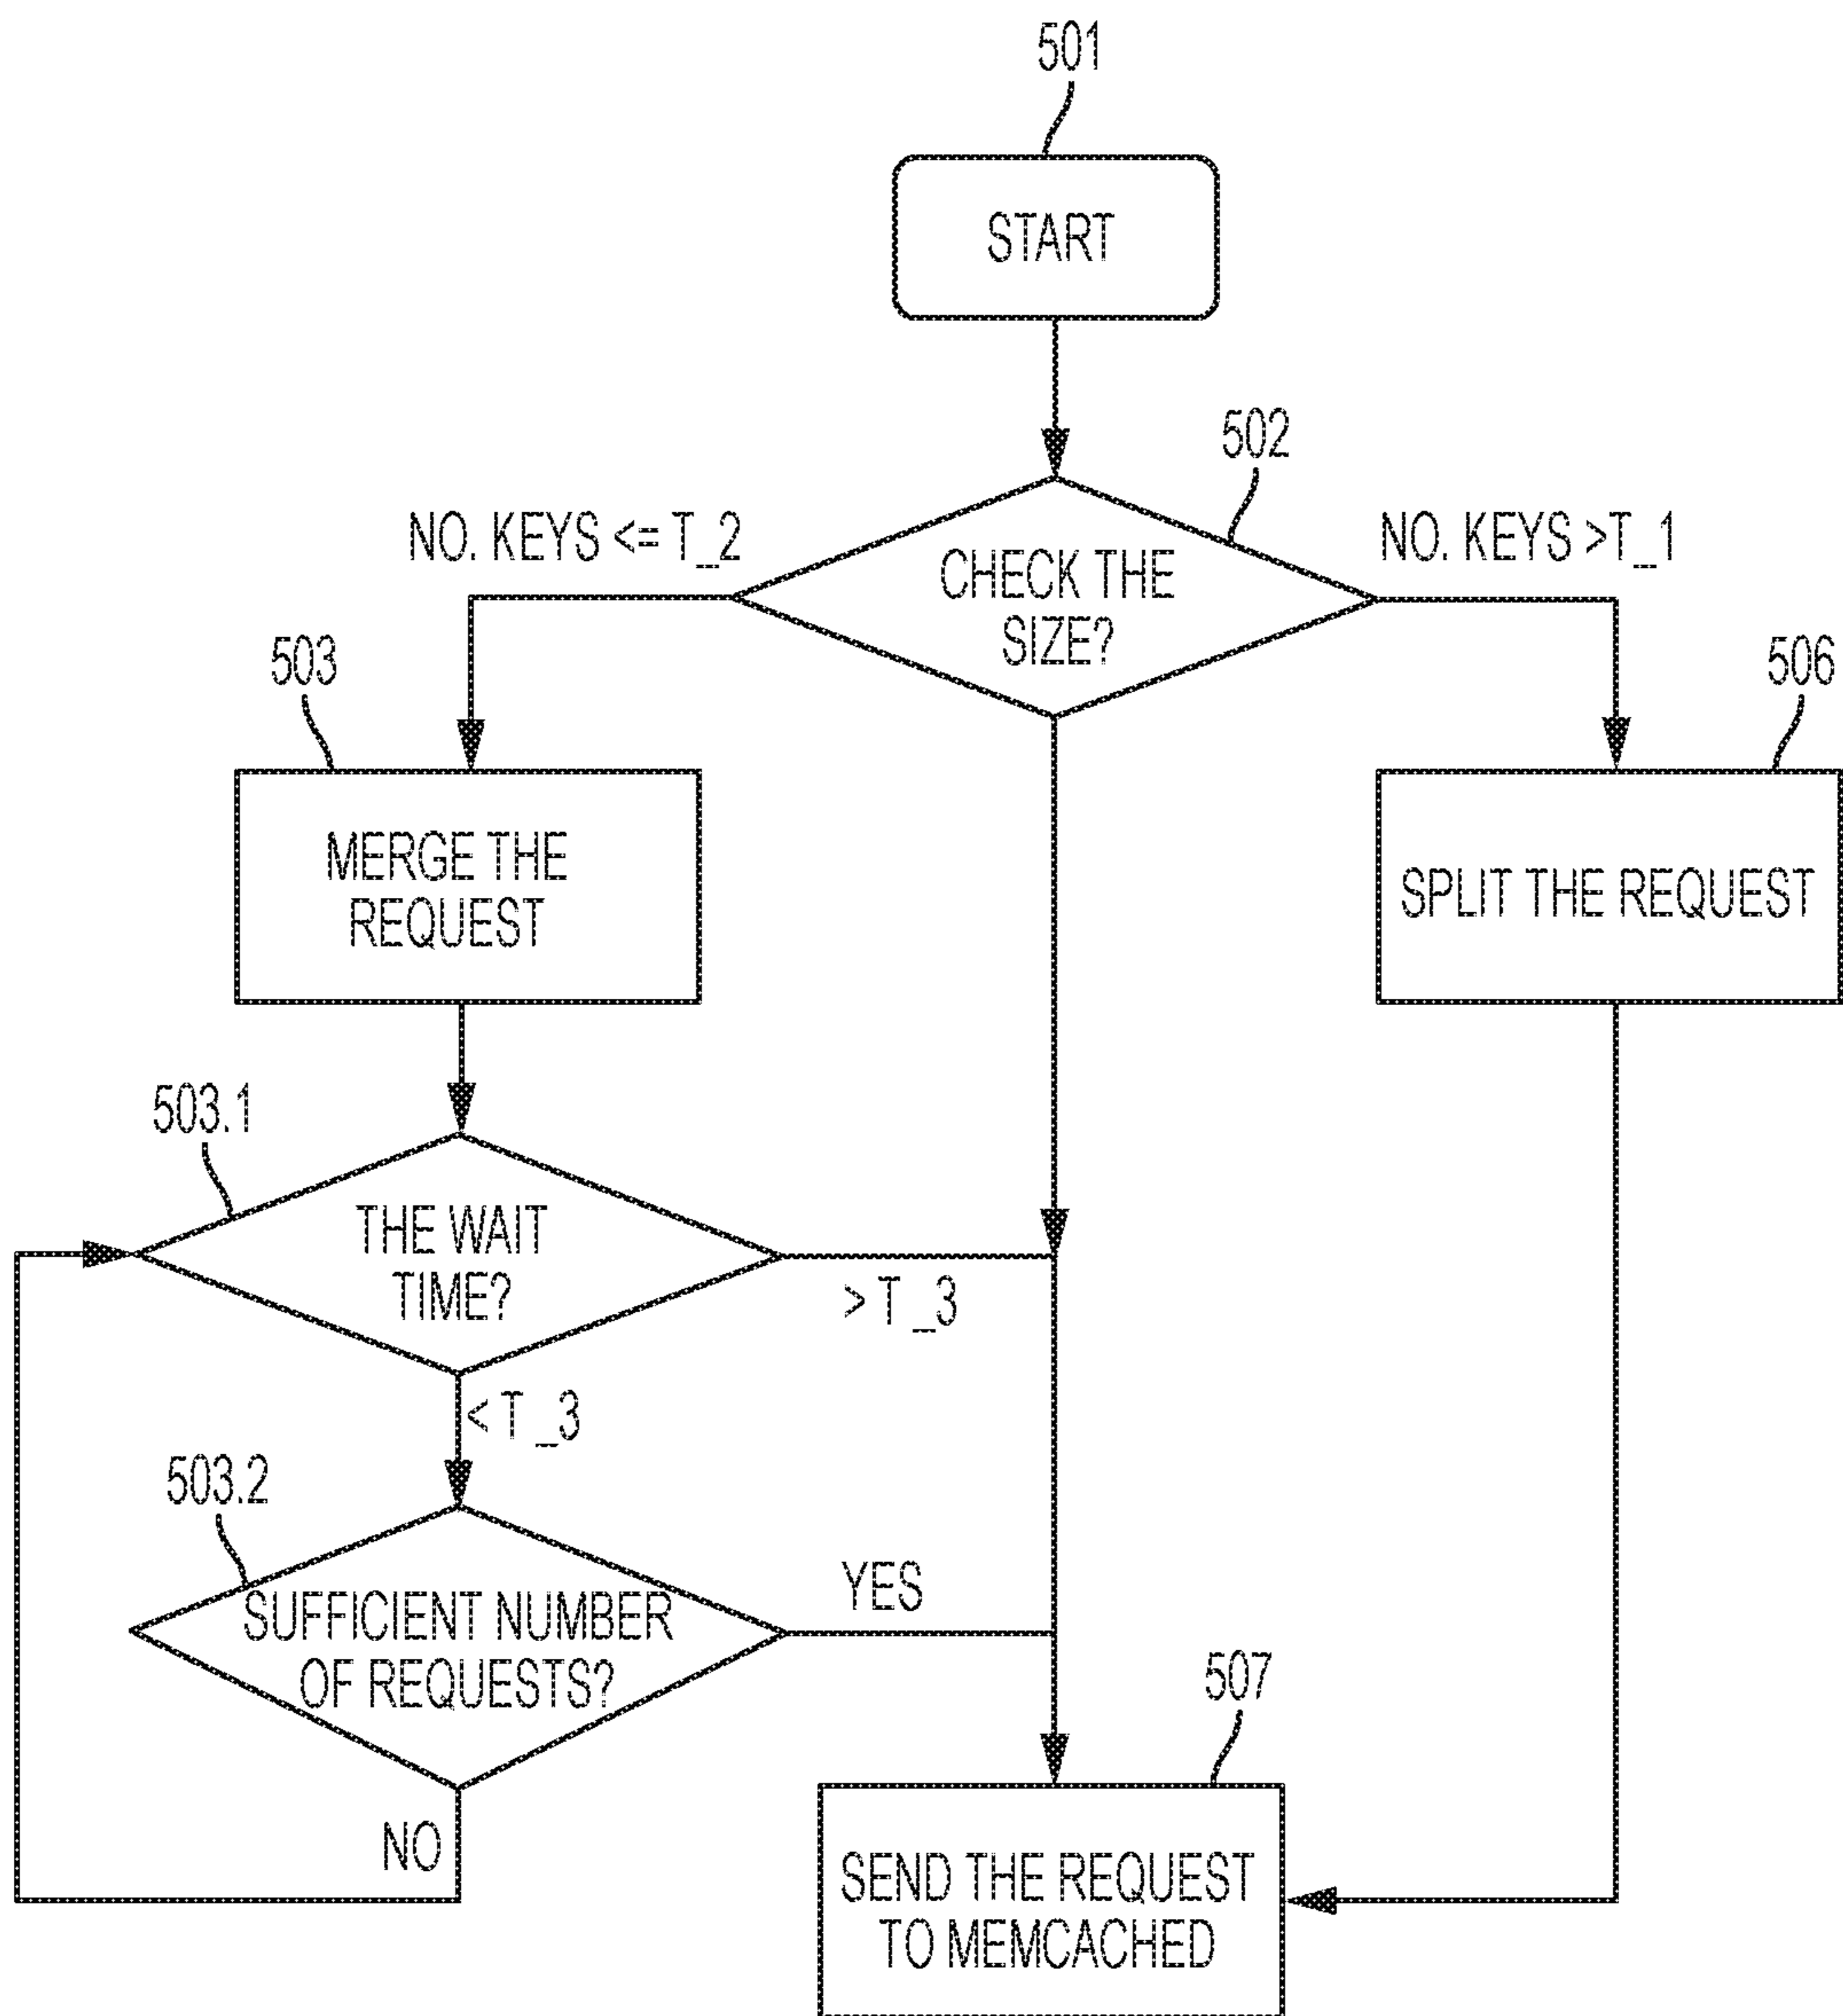 501
START
502
NO. KEYS <= T_2
NO. KEYS >T_1
CHECK THE
SIZE?
503
506
MERGE THE
REQUEST
SPLIT THE REQUEST
503.1
THE WAIT
TIME?
> T_3
< T_3
503.2
YES
SUFFICIENT NUMBER
OF REQUESTS?
507
NO
SEND THE REQUEST
TO MEMCACHED